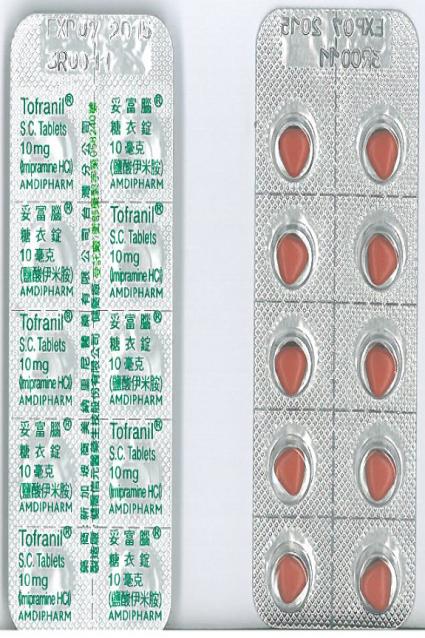 EXP07 2015
Tofranil®
S.C. Tablets
10mg
(Imipramine HCl)
AMDIPHARM
妥富腦®
糖衣錠
10毫克
(鹽酸伊米胺)
AMDIPHARM
妥富腦®
糖衣錠
10毫克
(鹽酸伊米胺)
AMDIPHARM
Tofranil®
S.C. Tablets
10mg
(Imipramine HCl)
AMDIPHARM
Tofranil®
S.C. Tablets
10mg
(Imipramine HCl)
AMDIPHARM
妥富腦®
糖衣錠
10毫克
(鹽酸伊米胺)
AMDIPHARM
妥富腦®
糖衣錠
10毫克
(鹽酸伊米胺)
AMDIPHARM
Tofranil®
S.C. Tablets
10mg
(Imipramine HCl)
AMDIPHARM
Tofranil®
S.C. Tablets
10mg
(Imipramine HCl)
AMDIPHARM
妥富腦®
糖衣錠
10毫克
(鹽酸伊米胺)
AMDIPHARM
EXP07 2015